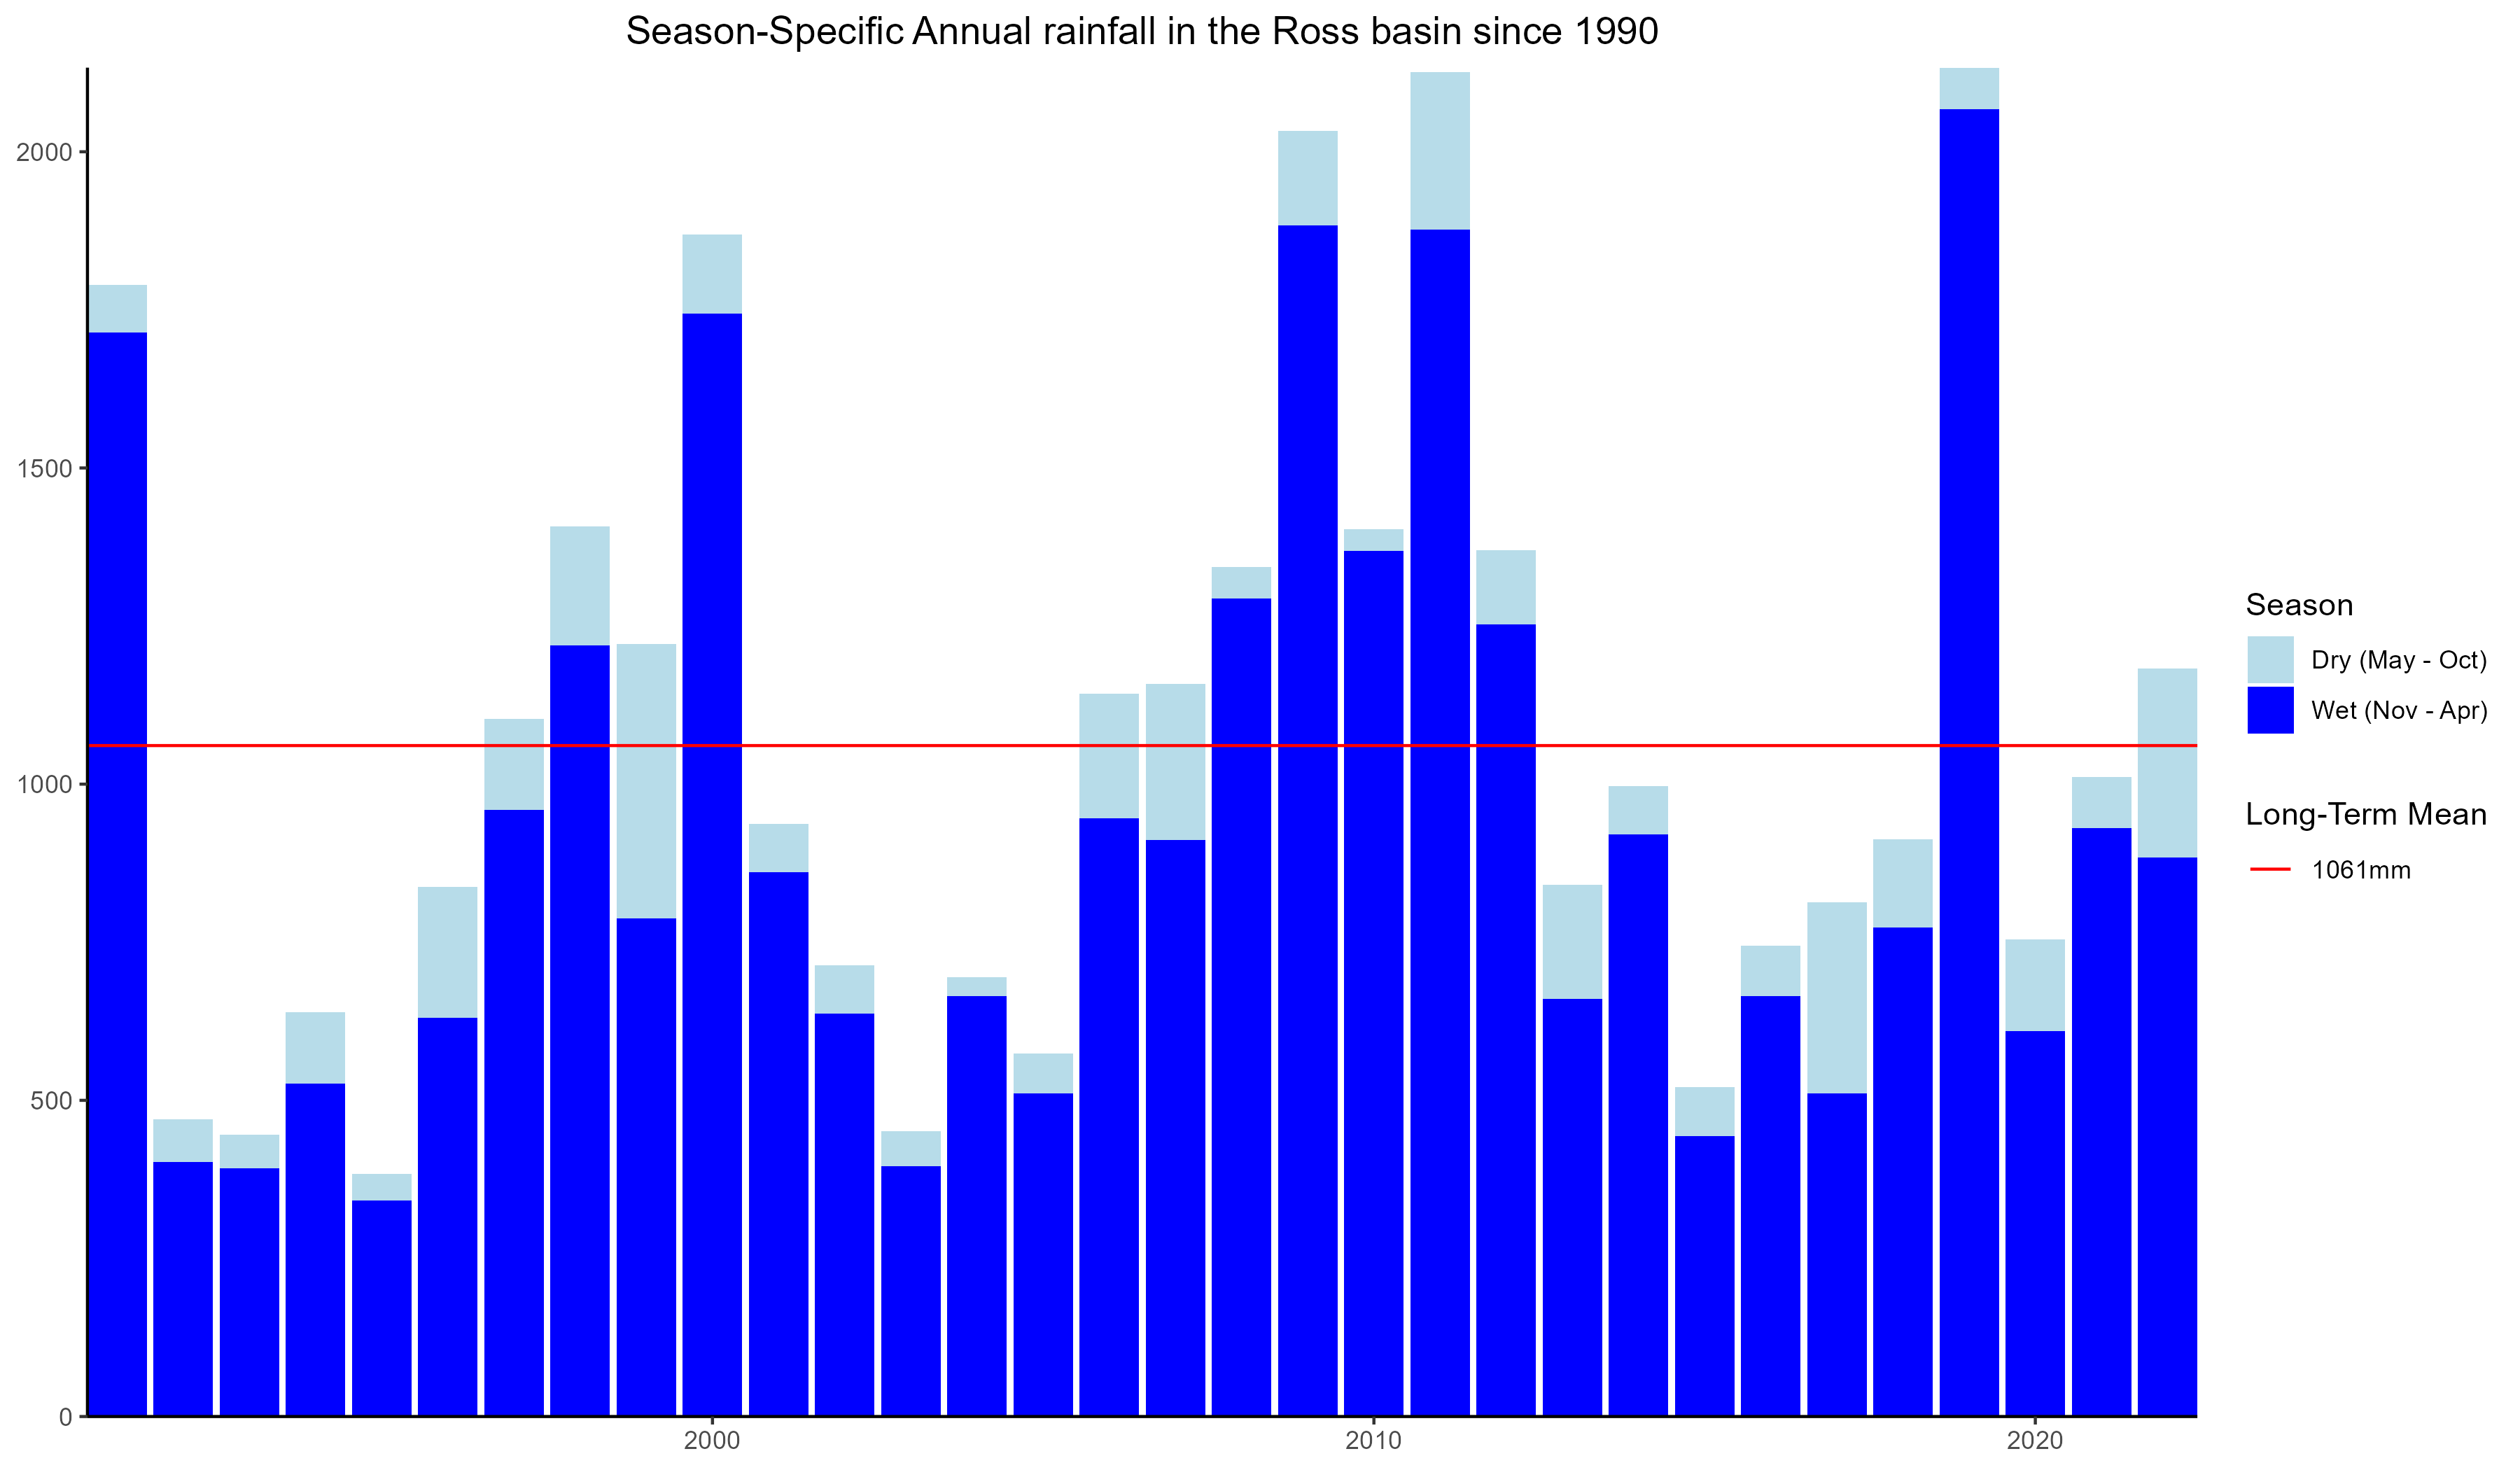 Season-Specific Annual rainfall in the Ross basin since 1990
2000
1500
1000
500
0
2000
2010
2020
Season
Dry (May - Oct)
Wet (Nov - Apr)
Long-Term Mean
1061mm